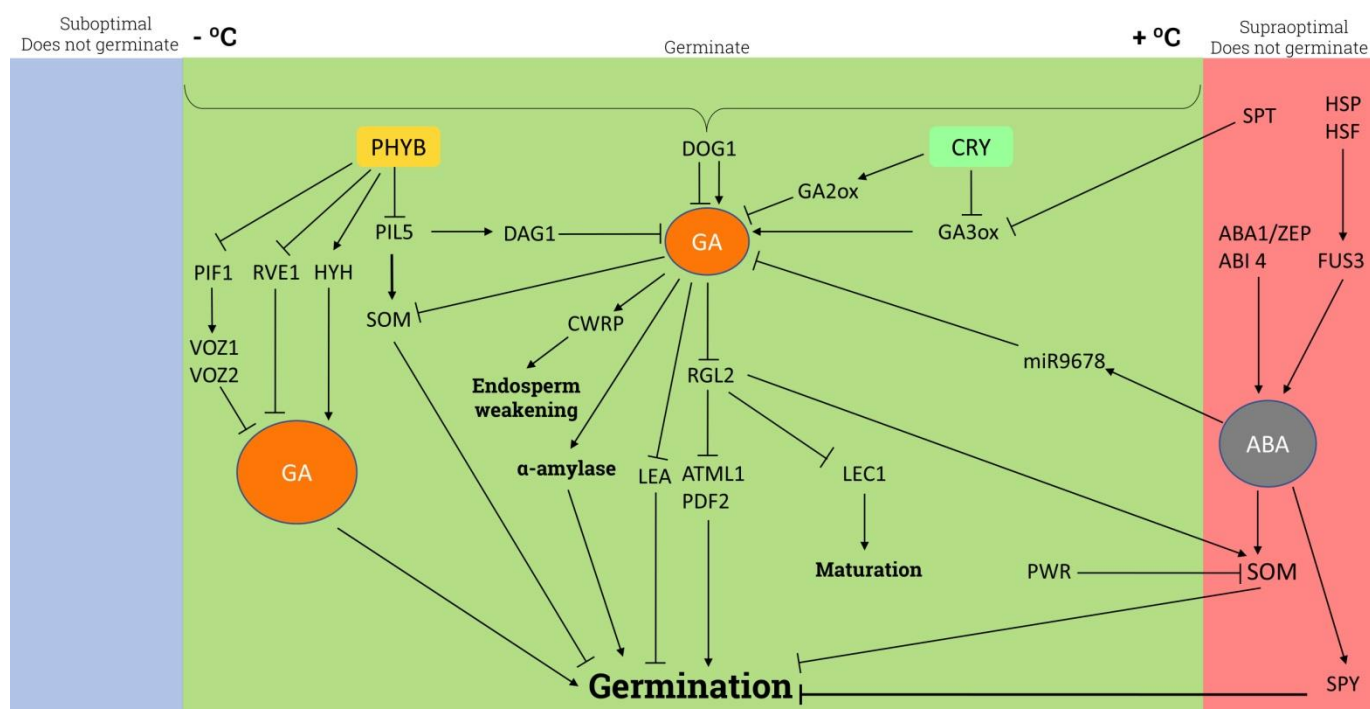 Suboptimal
Does not germinate
- ºC
Germinate
+ ºC
Supraoptimal
Does not germinate
PHYB
DOG1
CRY
SPT
HSP
HSF
GA2ox
PIL5
DAG1
GA
GA3ox
ABA1/ZEP
ABI 4
FUS3
PIF1
RVE1
HYH
SOM
CWRP
VOZ1
VOZ2
Endosperm
weakening
RGL2
miR9678
GA
α-amylase
LEA
ATML1
PDF2
LEC1
ABA
Maturation
PWR
SOM
Germination
SPY